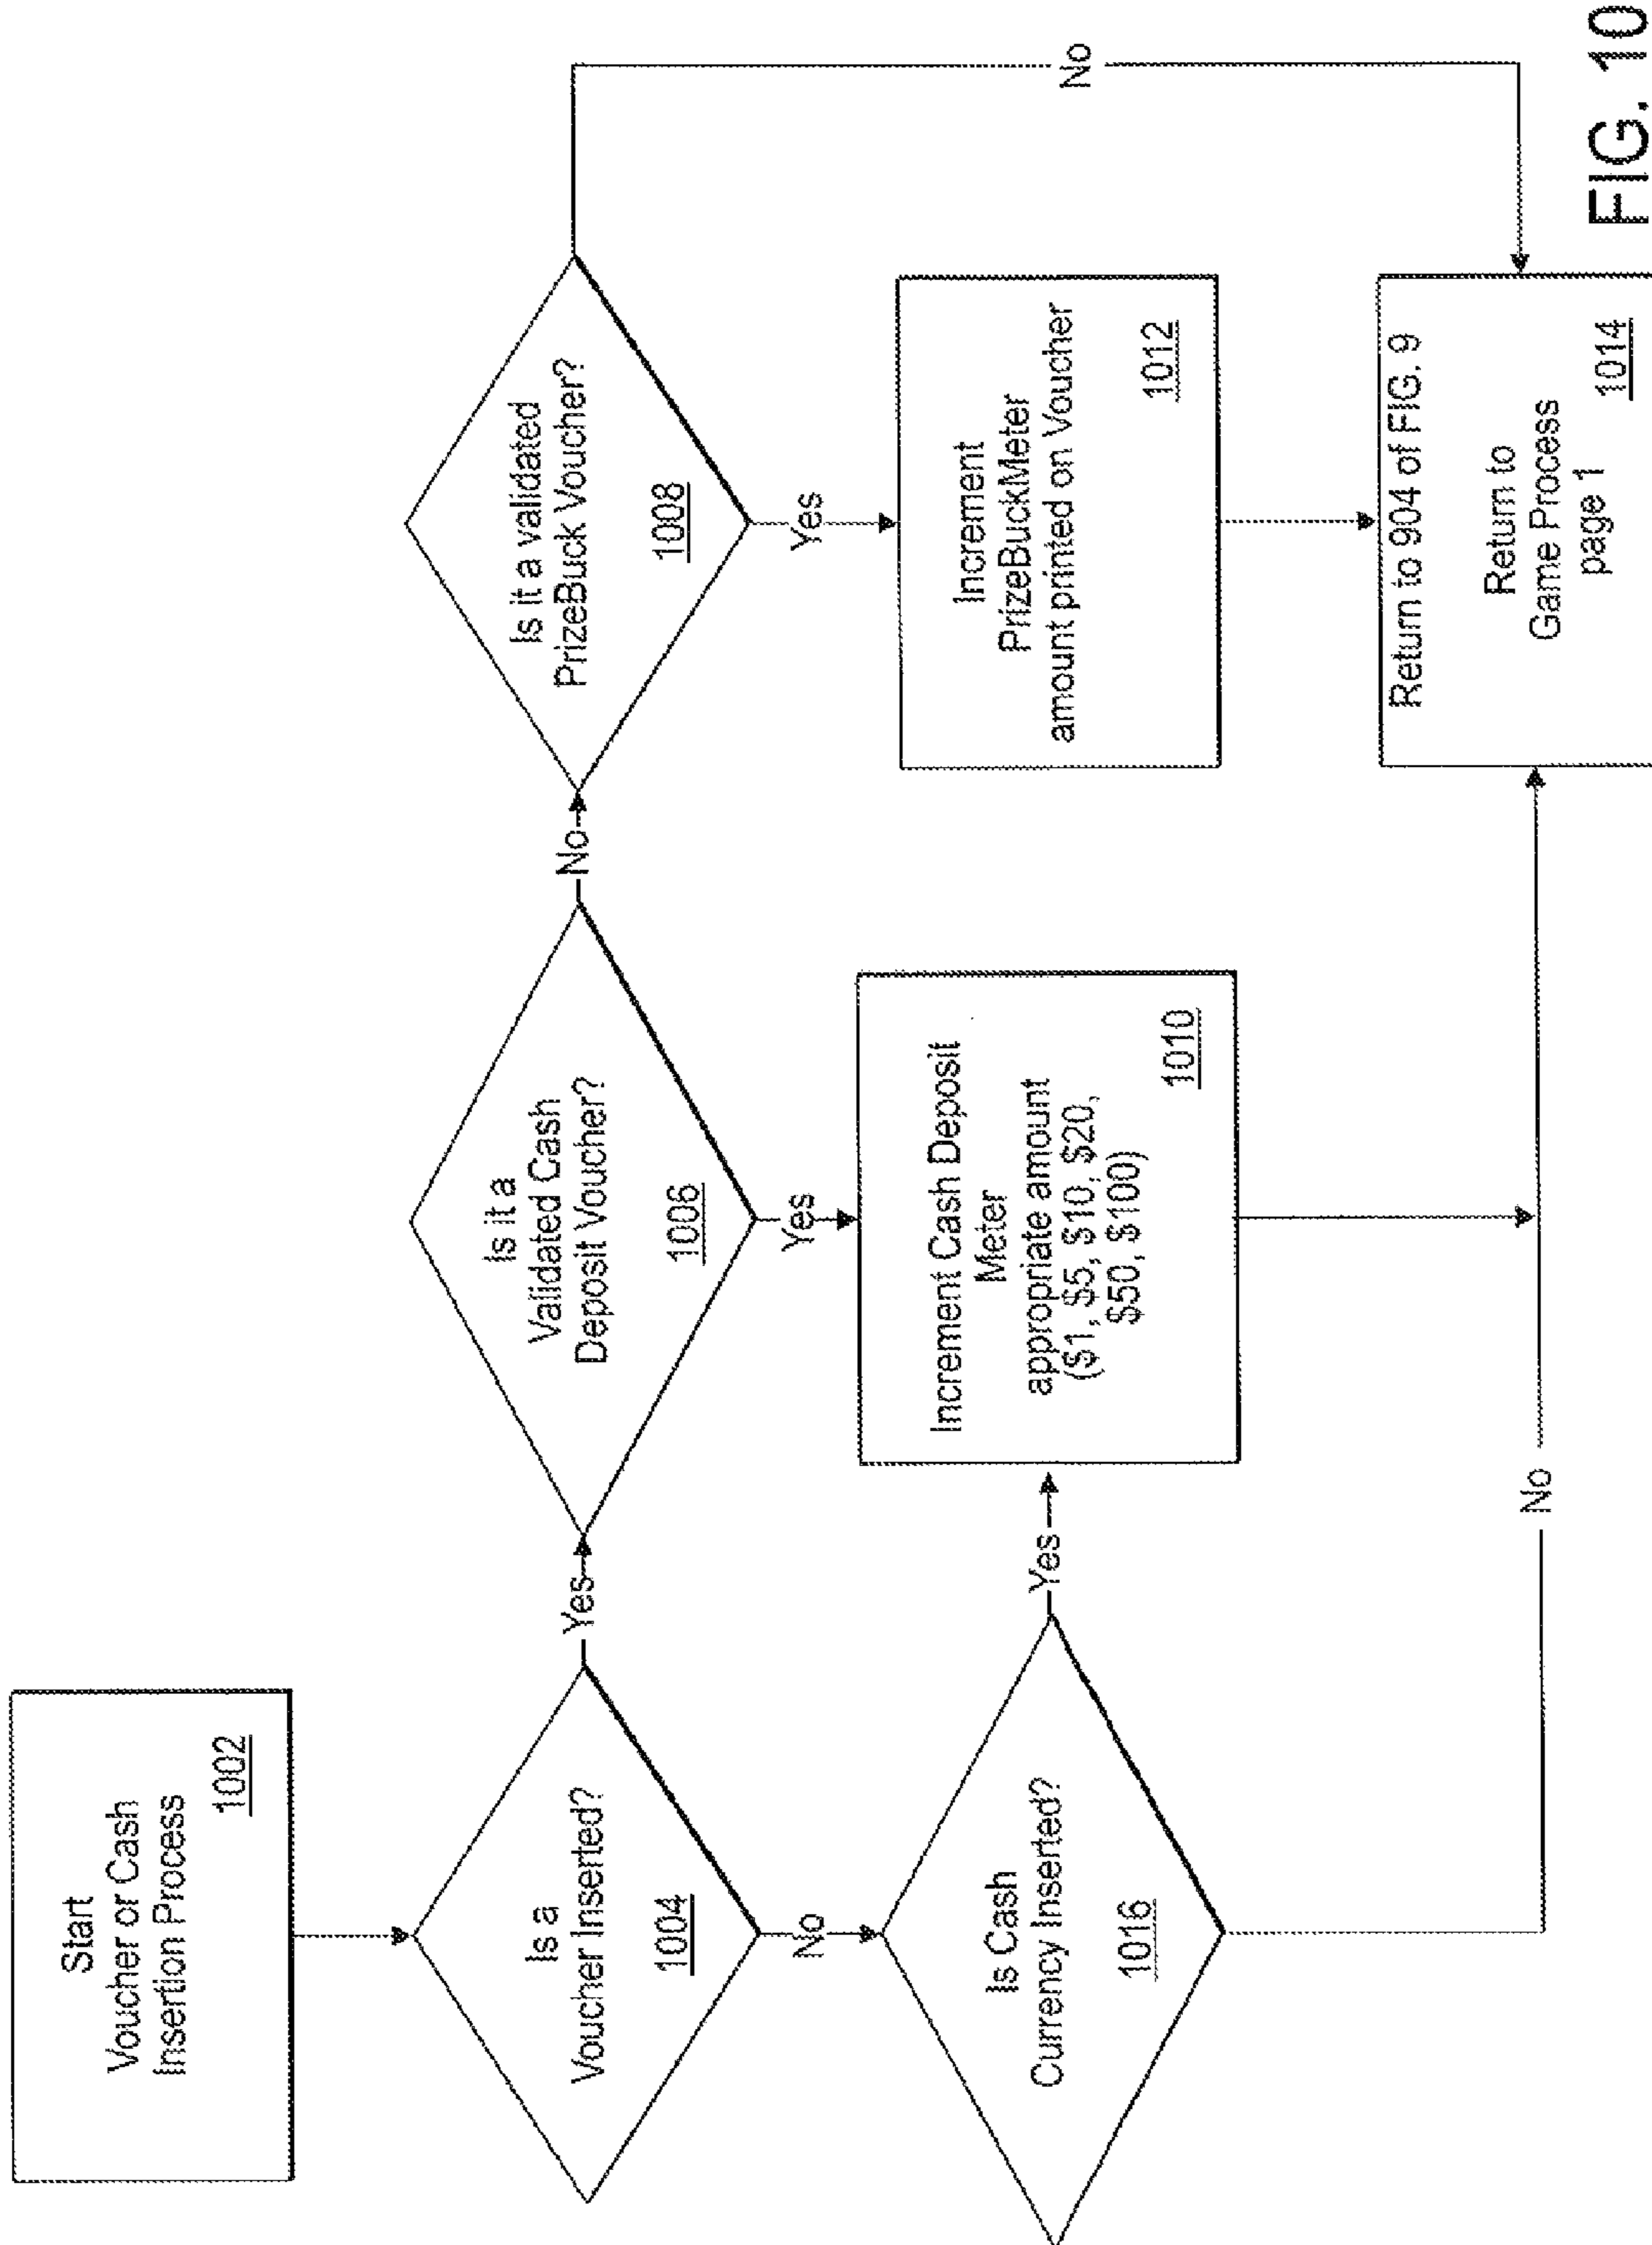 Start
Voucher or Cash
Insertion Process
1002
Is a
Voucher Inserted?
1004
Yes
No
Is it a
Validated Cash
Deposit Voucher?
1006
No
Yes
Is it a validated
PrizeBuck Voucher?
1008
No
Yes
Is Cash
Currency Inserted?
1016
Yes
No
Increment Cash Deposit
Meter
appropriate amount
($1, $5, $10, $20,
$50, $100)
1010
Increment
PrizeBuckMeter
amount printed on Voucher
1012
Return to 904 of FIG. 9
Return to
Game Process
page 1
1014
FIG. 10